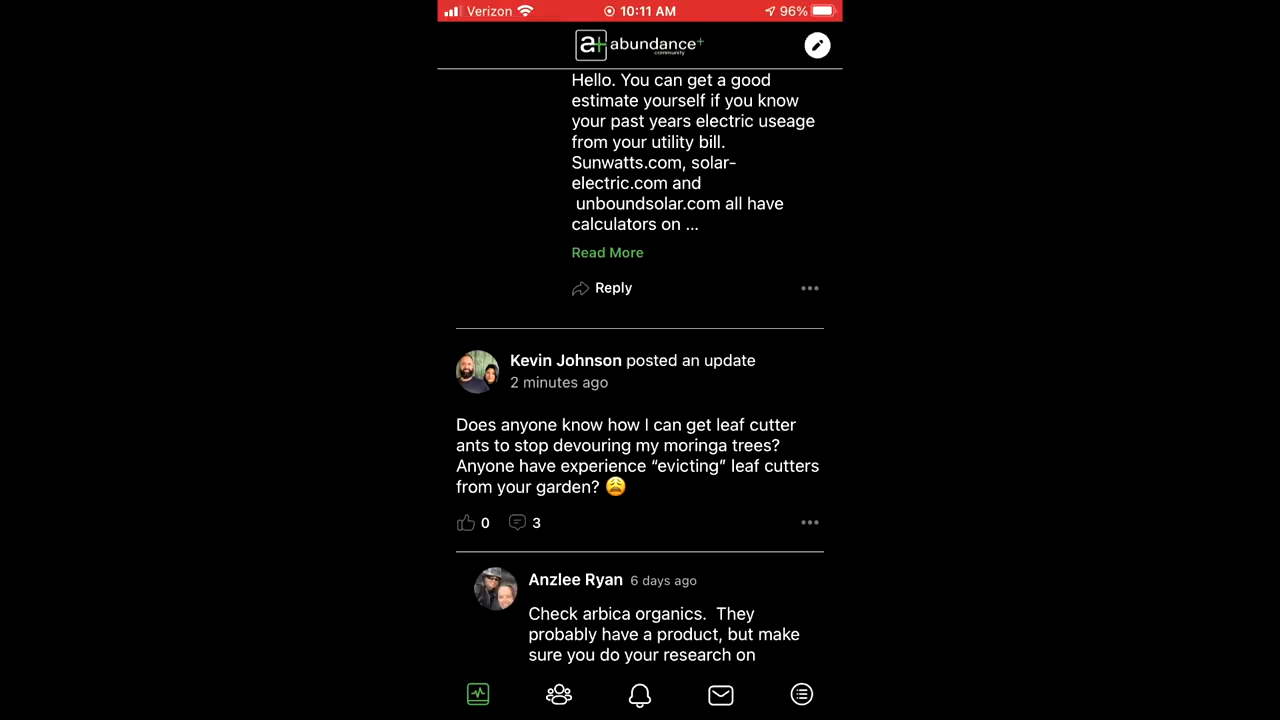 Verizon 10:11 AM 96%
a+ abundance+
community
Hello. You can get a good
estimate yourself if you know
your past years electric useage
from your utility bill.
Sunwatts.com, solar-
electric.com and
unboundsolar.com all have
calculators on ...
Read More
Reply
Kevin Johnson posted an update
2 minutes ago
Does anyone know how I can get leaf cutter
ants to stop devouring my moringa trees?
Anyone have experience “evicting” leaf cutters
from your garden? 😩
0 3
Anzlee Ryan 6 days ago
Check arbica organics. They
probably have a product, but make
sure you do your research on